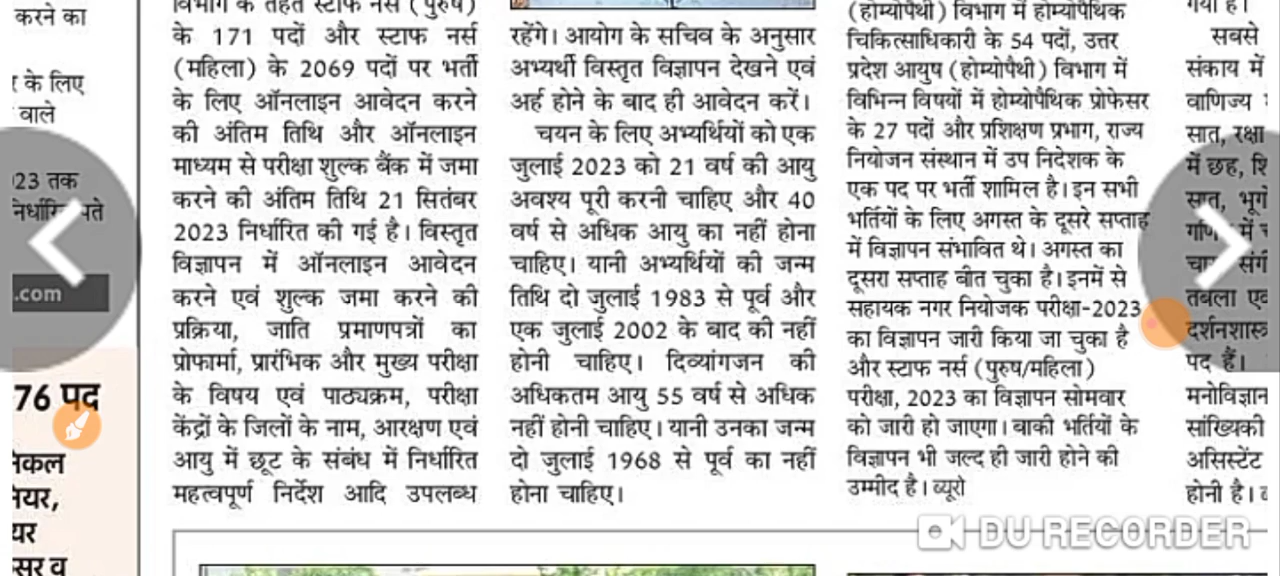 करने का
के लिए
वाले
23 तक
.com
76 पद
यर
सर व
विभाग के तहत स्टाफ नर्स (पुरुष)
के 171 पदों और स्टाफ नर्स
(महिला) के 2069 पदों पर भर्ती
के लिए ऑनलाइन आवेदन करने
की अंतिम तिथि और ऑनलाइन
माध्यम से परीक्षा शुल्क बैंक में जमा
करने की अंतिम तिथि 21 सितंबर
2023 निर्धारित की गई है। विस्तृत
विज्ञापन में ऑनलाइन आवेदन
करने एवं शुल्क जमा करने की
प्रक्रिया, जाति प्रमाणपत्रों का
प्रोफार्मा, प्रारंभिक और मुख्य परीक्षा
के विषय एवं पाठ्यक्रम, परीक्षा
केंद्रों के जिलों के नाम, आरक्षण एवं
आयु में छूट के संबंध में निर्धारित
महत्वपूर्ण निर्देश आदि उपलब्ध
रहेंगे। आयोग के सचिव के अनुसार
अभ्यर्थी विस्तृत विज्ञापन देखने एवं
अर्ह होने के बाद ही आवेदन करें।
चयन के लिए अभ्यर्थियों को एक
जुलाई 2023 को 21 वर्ष की आयु
अवश्य पूरी करनी चाहिए और 40
वर्ष से अधिक आयु का नहीं होना
चाहिए। यानी अभ्यर्थियों की जन्म
तिथि दो जुलाई 1983 से पूर्व और
एक जुलाई 2002 के बाद की नहीं
होनी चाहिए। दिव्यांगजन की
अधिकतम आयु 55 वर्ष से अधिक
नहीं होनी चाहिए। यानी उनका जन्म
दो जुलाई 1968 से पूर्व का नहीं
होना चाहिए।
(होम्योपैथी) विभाग में होम्योपैथिक
चिकित्साधिकारी के 54 पदों, उत्तर
प्रदेश आयुष (होम्योपैथी) विभाग में
विभिन्न विषयों में होम्योपैथिक प्रोफेसर
के 27 पदों और प्रशिक्षण प्रभाग, राज्य
नियोजन संस्थान में उप निदेशक के
एक पद पर भर्ती शामिल है। इन सभी
भर्तियों के लिए अगस्त के दूसरे सप्ताह
में विज्ञापन संभावित थे। अगस्त का
दूसरा सप्ताह बीत चुका है। इनमें से
सहायक नगर नियोजक परीक्षा-2023
का विज्ञापन जारी किया जा चुका है
और स्टाफ नर्स (पुरुष/महिला)
परीक्षा, 2023 का विज्ञापन सोमवार
को जारी हो जाएगा। बाकी भर्तियों के
विज्ञापन भी जल्द ही जारी होने की
उम्मीद है। ब्यूरो
गया है।
सबसे
संकाय में
वाणिज्य
सात, रक्षा
में छह,
तबला
पद हैं।
सांख्यिकी
असिस्टेंट
होनी है।
DU RECORDER